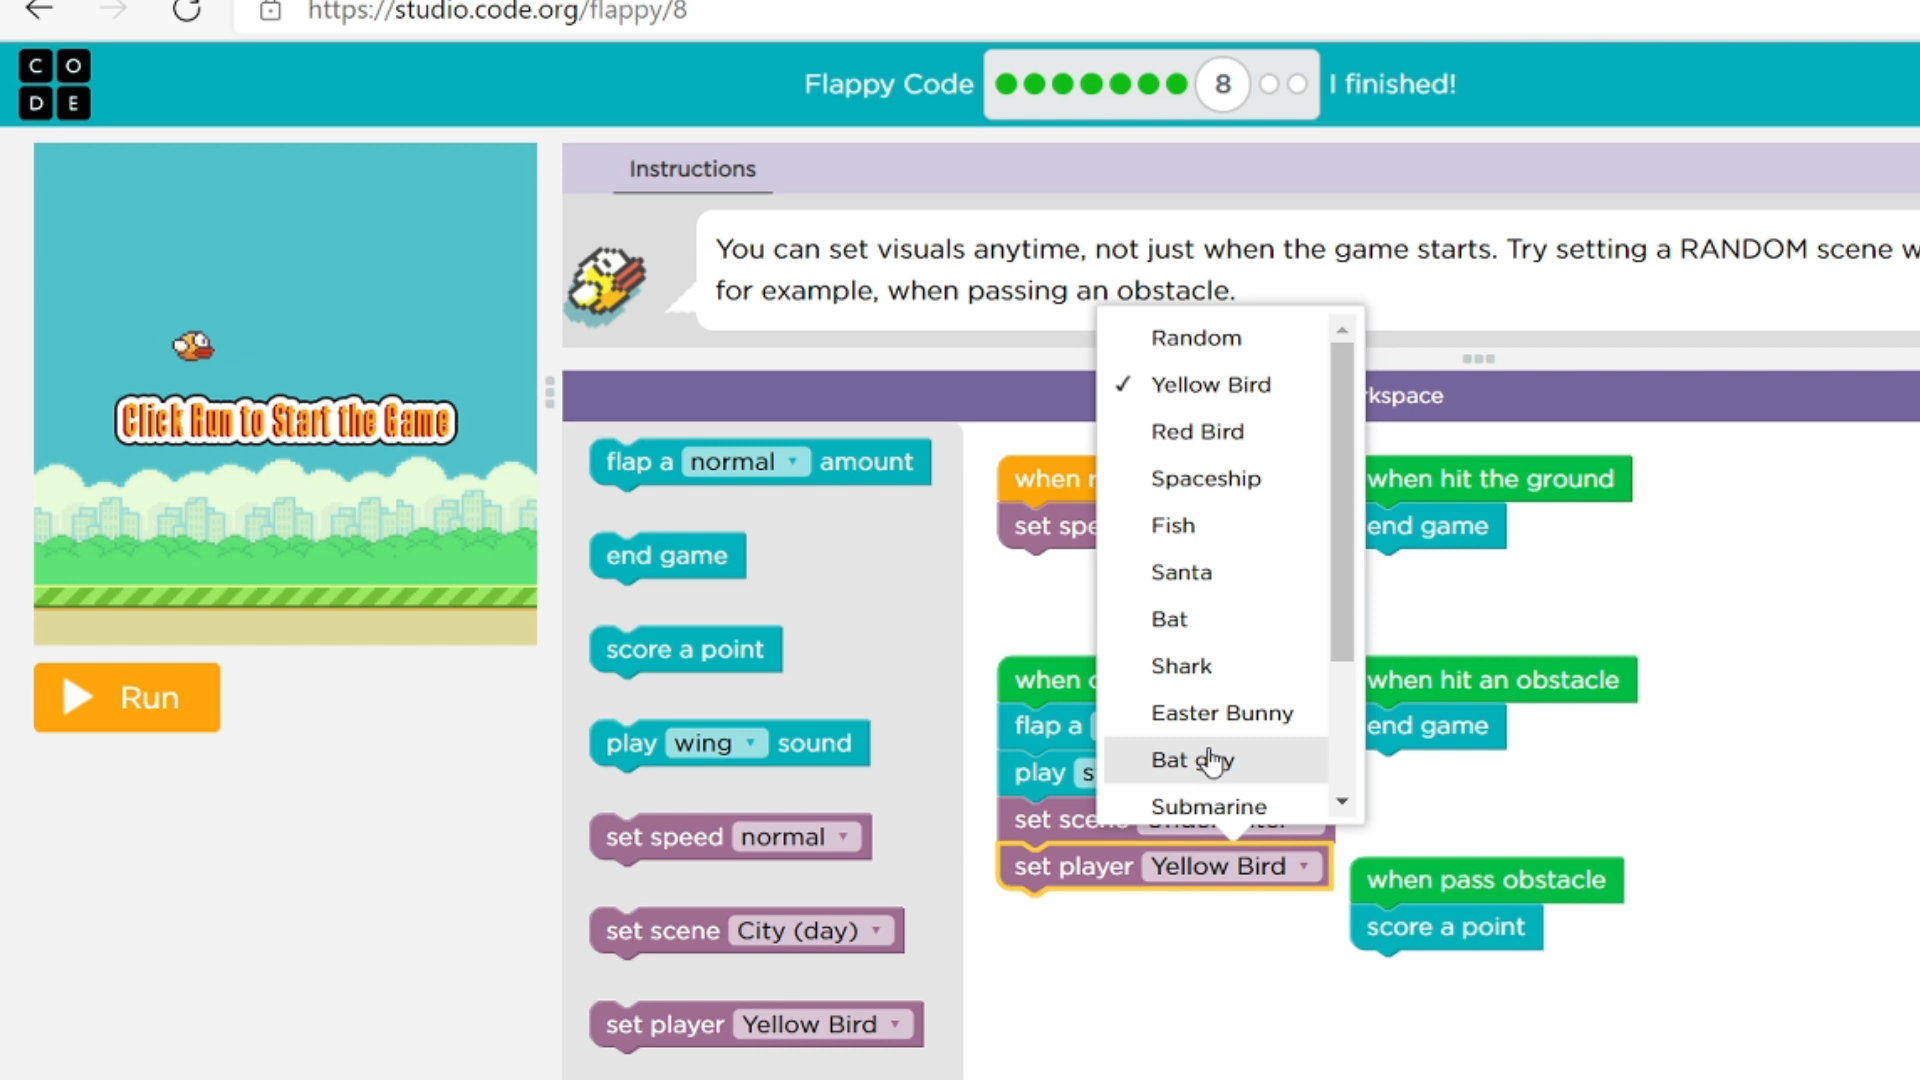 https://studio.code.org/flappy/8
C O
D E
Flappy Code
8
I finished!
Instructions
You can set visuals anytime, not just when the game starts. Try setting a RANDOM scene w
for example, when passing an obstacle.
Click Run to Start the Game
Run
kspace
flap a normal amount
end game
score a point
play wing sound
set speed normal
set scene City (day)
set player Yellow Bird
Random
✓ Yellow Bird
Red Bird
Spaceship
Fish
Santa
Bat
Shark
Easter Bunny
Bat guy
Submarine
when r
set spe
when hit the ground
end game
when c
flap a
play s
set scene
set player Yellow Bird
when hit an obstacle
end game
when pass obstacle
score a point